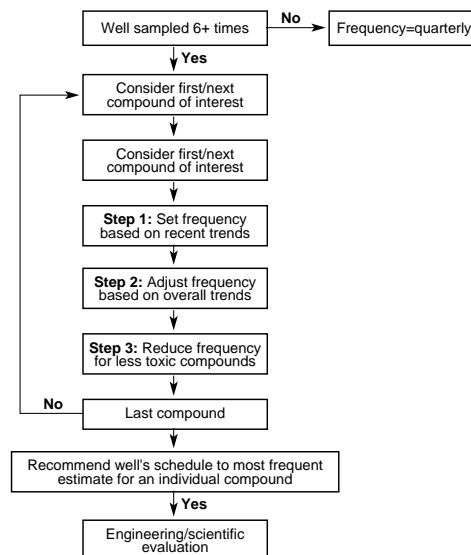 Well sampled 6+ times
No
Frequency=quarterly
Yes
Consider first/next
compound of interest
Consider first/next
compound of interest
Step 1: Set frequency
based on recent trends
Step 2: Adjust frequency
based on overall trends
Step 3: Reduce frequency
for less toxic compounds
No
Last compound
Recommend well's schedule to most frequent
estimate for an individual compound
Yes
Engineering/scientific
evaluation